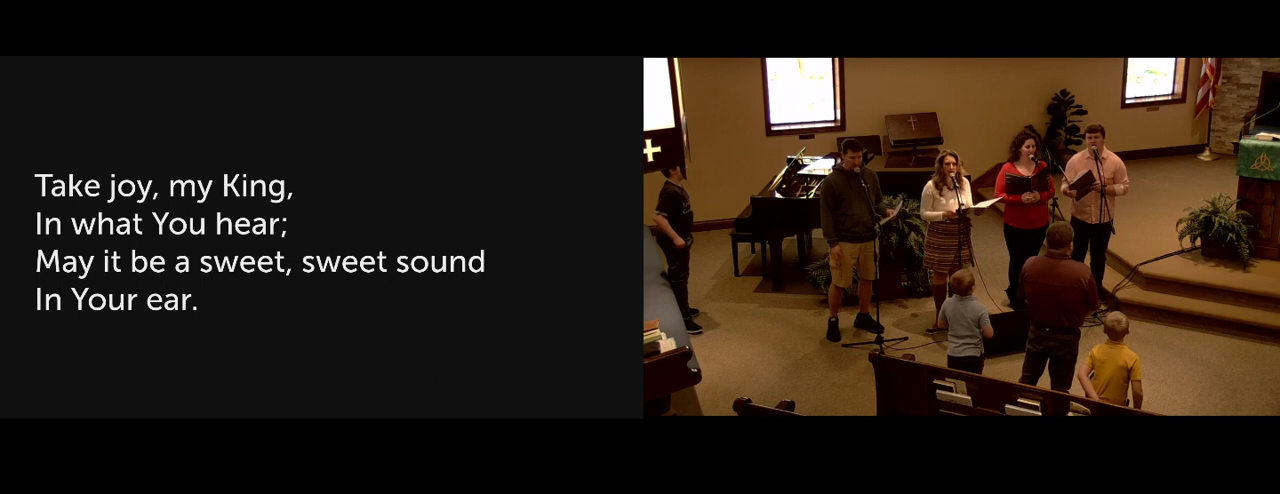 Take joy, my King,
In what You hear;
May it be a sweet, sweet sound
In Your ear.